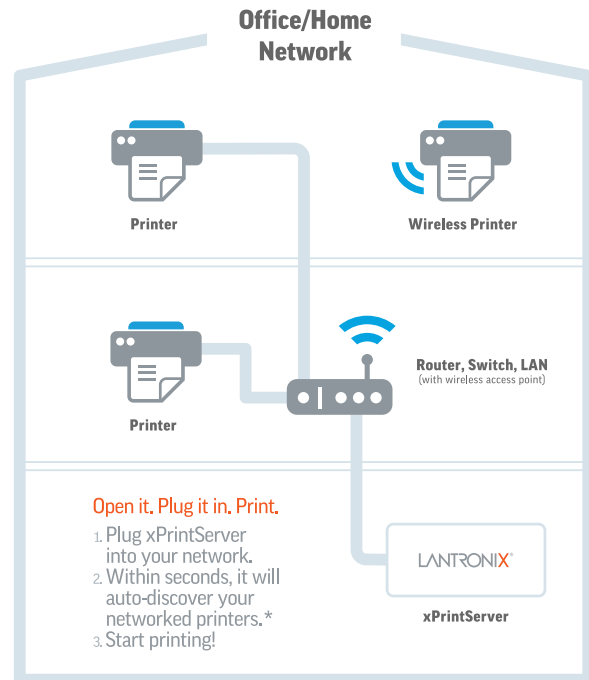 Office/Home
Network
Printer
Wireless Printer
Printer
Router, Switch, LAN
(with wireless access point)
Open it. Plug it in. Print.
1. Plug xPrintServer
into your network.
2. Within seconds, it will
auto-discover your
networked printers.*
3. Start printing!
LANTRONIX®
xPrintServer